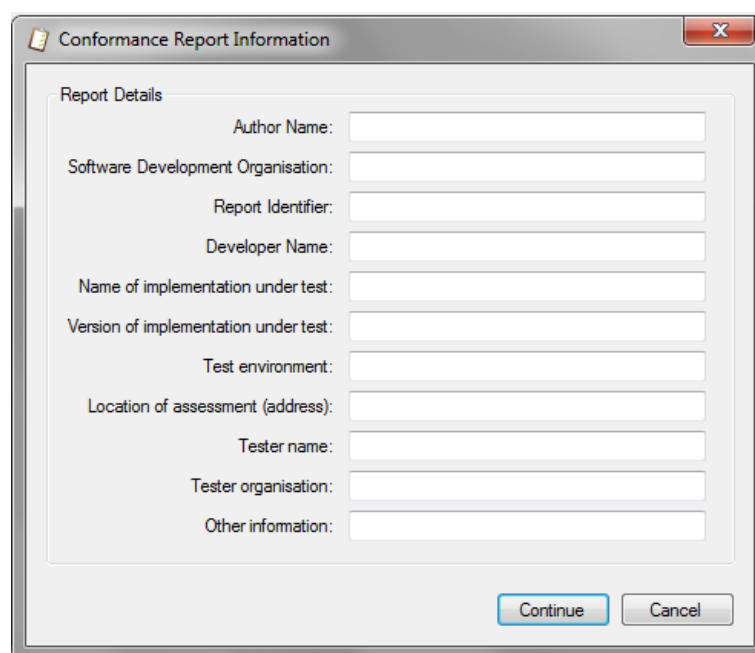 Conformance Report Information
Report Details
Author Name:
Software Development Organisation:
Report Identifier:
Developer Name:
Name of implementation under test:
Version of implementation under test:
Test environment:
Location of assessment (address):
Tester name:
Tester organisation:
Other information:
Continue Cancel